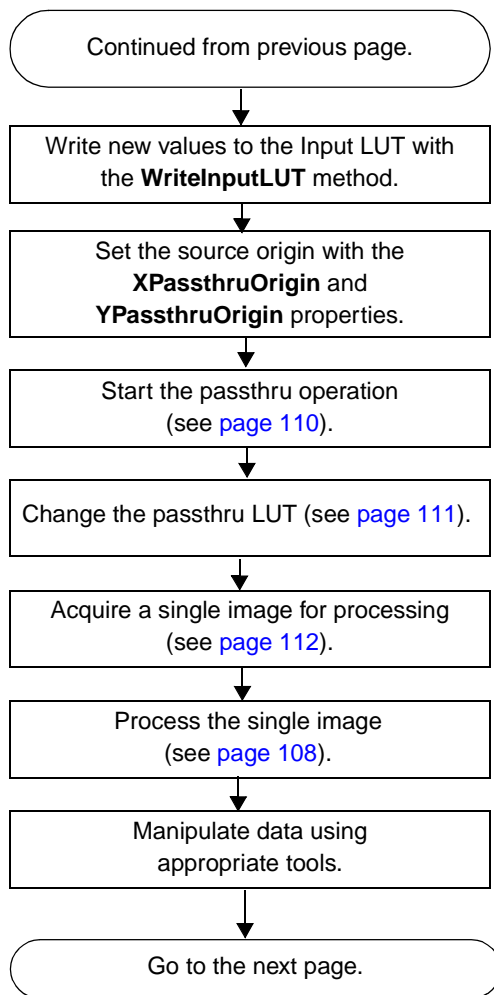 Continued from previous page.
Write new values to the Input LUT with
the WriteInputLUT method.
Set the source origin with the
XPassthruOrigin and
YPassthruOrigin properties.
Start the passthru operation
(see page 110).
Change the passthru LUT (see page 111).
Acquire a single image for processing
(see page 112).
Process the single image
(see page 108).
Manipulate data using
appropriate tools.
Go to the next page.